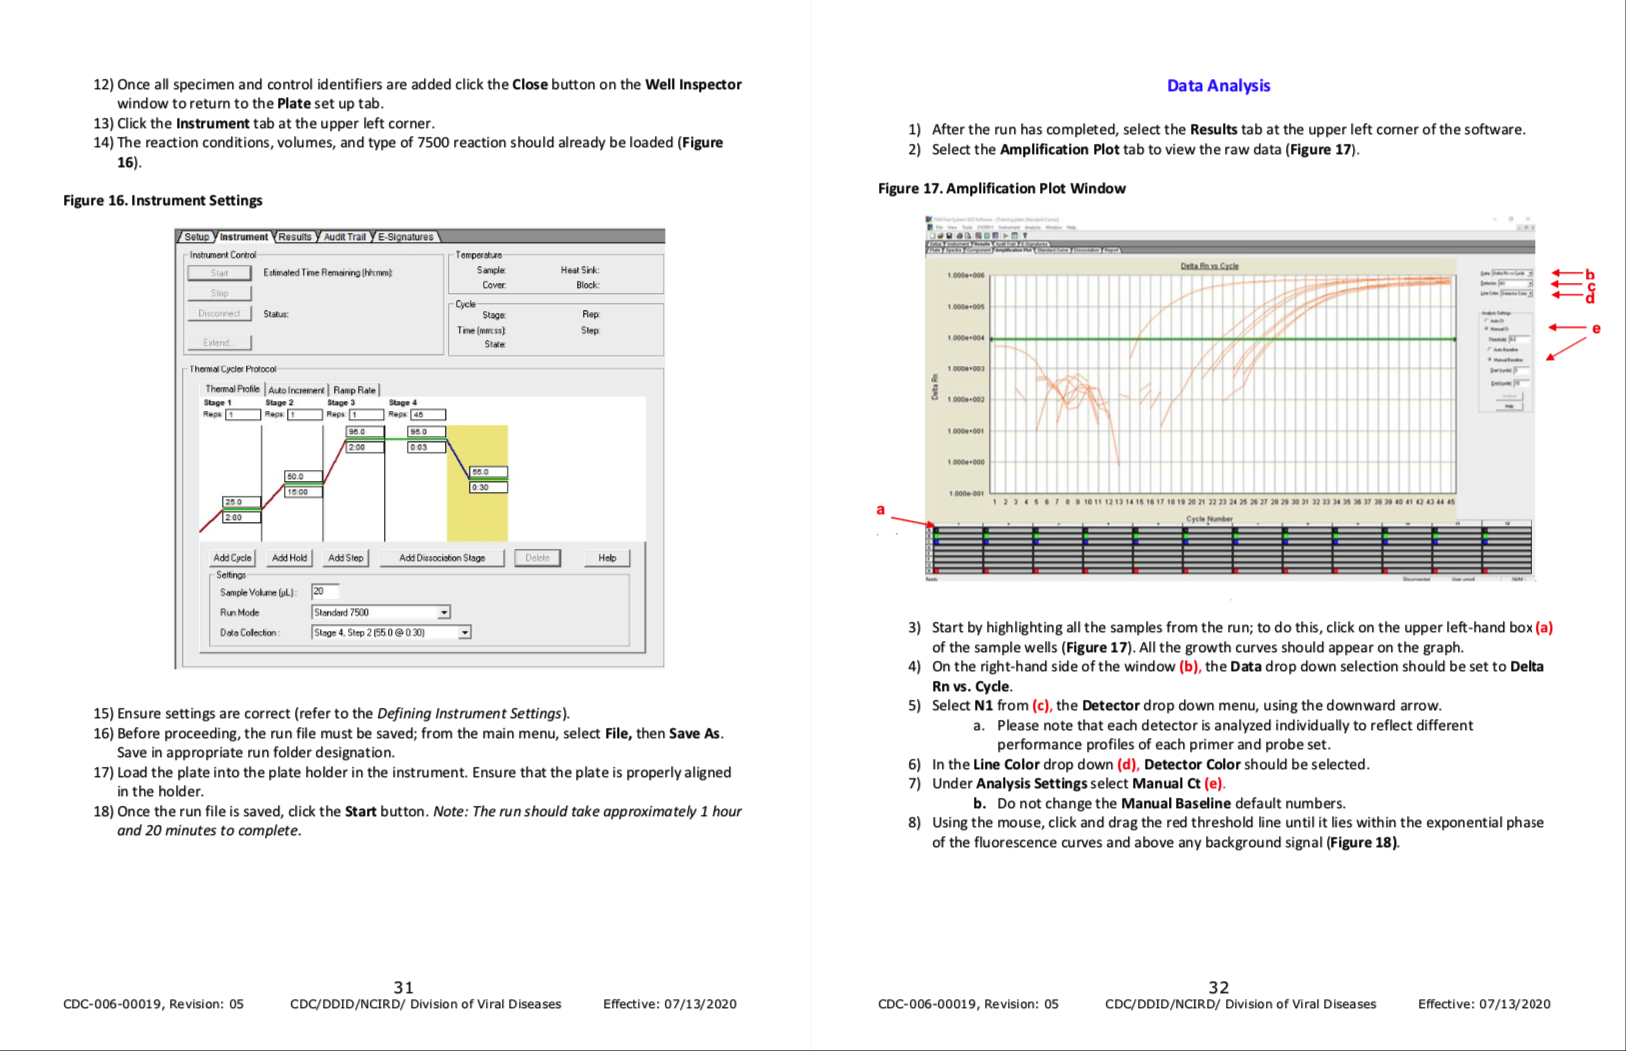 12) Once all specimen and control identifiers are added click the Close button on the Well Inspector
window to return to the Plate set up tab.
13) Click the Instrument tab at the upper left corner.
14) The reaction conditions, volumes, and type of 7500 reaction should already be loaded (Figure
16).
Figure 16. Instrument Settings
Setup Instrument Results Audit Trail E-Signatures
Instrument Control
Start Estimated Time Remaining (hh:mm):
Stop
Disconnect Status:
Extend...
Temperature
Sample: Heat Sink:
Cover: Block:
Cycle
Stage: Rep:
Time (mm:ss): Step:
State:
Thermal Cycler Protocol
Thermal Profile Auto Increment Ramp Rate
Stage 1 Stage 2 Stage 3 Stage 4
Reps: 1 Reps: 1 Reps: 1 Reps: 45
95.0 95.0
2:00 0:03
50.0 55.0
15:00 0:30
25.0
2:00
Add Cycle Add Hold Add Step Add Dissociation Stage Delete Help
Settings
Sample Volume (µL): 20
Run Mode Standard 7500
Data Collection: Stage 4, Step 2 (55.0 @ 0:30)
15) Ensure settings are correct (refer to the Defining Instrument Settings).
16) Before proceeding, the run file must be saved; from the main menu, select File, then Save As.
Save in appropriate run folder designation.
17) Load the plate into the plate holder in the instrument. Ensure that the plate is properly aligned
in the holder.
18) Once the run file is saved, click the Start button. Note: The run should take approximately 1 hour
and 20 minutes to complete.
31
CDC-006-00019, Revision: 05 CDC/DDID/NCIRD/ Division of Viral Diseases Effective: 07/13/2020
Data Analysis
1) After the run has completed, select the Results tab at the upper left corner of the software.
2) Select the Amplification Plot tab to view the raw data (Figure 17).
Figure 17. Amplification Plot Window
Delta Rn vs Cycle
1.000e+006
1.000e+005
1.000e+004
1.000e+003
1.000e+002
1.000e+001
1.000e+000
1.000e-001
Delta Rn
1 2 3 4 5 6 7 8 9 10 11 12 13 14 15 16 17 18 19 20 21 22 23 24 25 26 27 28 29 30 31 32 33 34 35 36 37 38 39 40 41 42 43 44 45
Cycle Number
b
c
d
e
a
3) Start by highlighting all the samples from the run; to do this, click on the upper left-hand box (a)
of the sample wells (Figure 17). All the growth curves should appear on the graph.
4) On the right-hand side of the window (b), the Data drop down selection should be set to Delta
Rn vs. Cycle.
5) Select N1 from (c), the Detector drop down menu, using the downward arrow.
a. Please note that each detector is analyzed individually to reflect different
performance profiles of each primer and probe set.
6) In the Line Color drop down (d), Detector Color should be selected.
7) Under Analysis Settings select Manual Ct (e).
b. Do not change the Manual Baseline default numbers.
8) Using the mouse, click and drag the red threshold line until it lies within the exponential phase
of the fluorescence curves and above any background signal (Figure 18).
32
CDC-006-00019, Revision: 05 CDC/DDID/NCIRD/ Division of Viral Diseases Effective: 07/13/2020